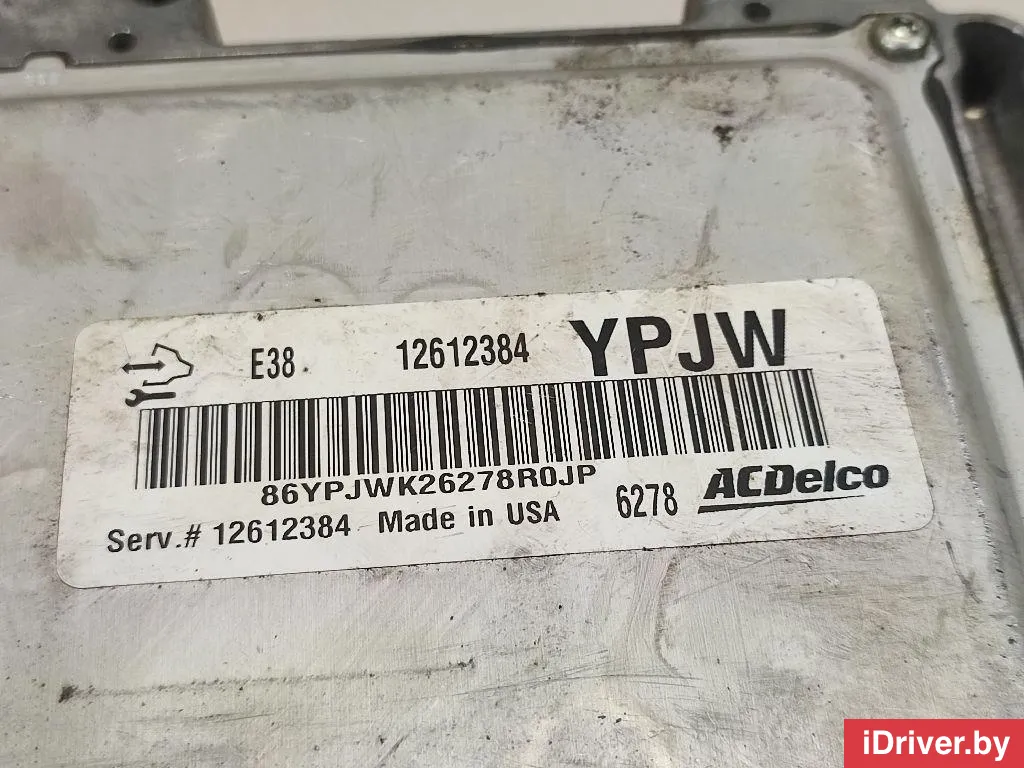 E38 12612384 YPJW
86YPJWK26278R0JP
6278 ACDelco
Serv.# 12612384 Made in USA
iDriver.by